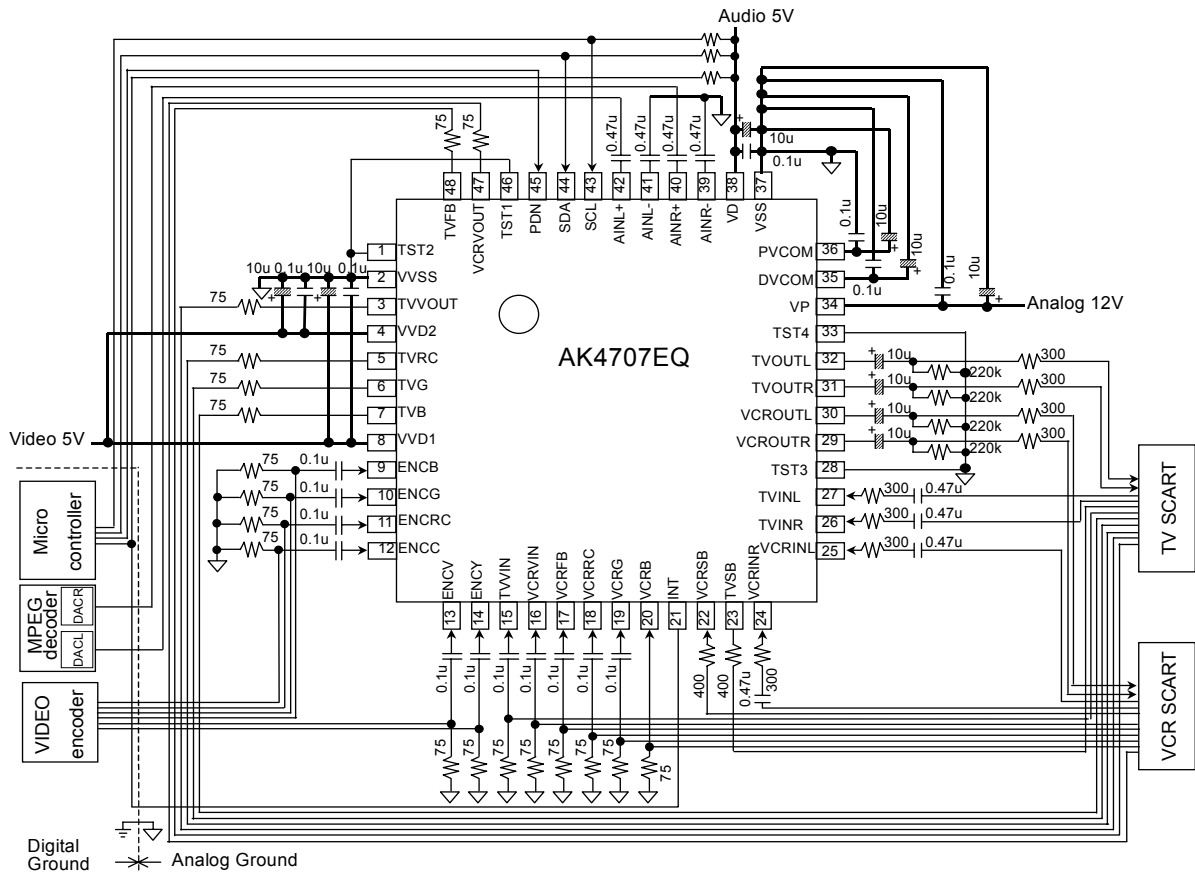 Audio 5V
75
75
0.47u
0.47u
0.47u
0.47u
+
10u
0.1u
48
47
46
45
44
43
42
41
40
39
38
37
TVFB
VCRVOUT
TST1
PDN
SDA
SCL
AINL+
AINL-
AINR+
AINR-
VD
VSS
0.1u
10u
+
10u
+
0.1u
0.1u
10u
+
1 TST2
2 VVSS
3 TVVOUT
4 VVD2
5 TVRC
6 TVG
7 TVB
8 VVD1
9 ENCB
10 ENCG
11 ENCRC
12 ENCC
10u 0.1u 10u 0.1u
+
+
75
75
75
75
Video 5V
75 0.1u
75 0.1u
75 0.1u
75 0.1u
AK4707EQ
PVCOM 36
DVCOM 35
VP 34
TST4 33
TVOUTL 32
TVOUTR 31
VCROUTL 30
VCROUTR 29
TST3 28
TVINL 27
TVINR 26
VCRINL 25
Analog 12V
+ 10u 300
220k
+ 10u 300
220k
+ 10u 300
220k
+ 10u 300
220k
300 0.47u
300 0.47u
300 0.47u
TV SCART
VCR SCART
Micro
controller
MPEG
decoder
DACR
DACL
VIDEO
encoder
ENCV
ENCY
TVVIN
VCRVIN
VCRFB
VCRRC
VCRG
VCRB
INT
VCRSB
TVSB
VCRINR
13
14
15
16
17
18
19
20
21
22
23
24
0.1u
0.1u
0.1u
0.1u
0.1u
0.1u
0.1u
400
400
0.47u
300
75
75
75
75
75
75
75
75
Digital
Ground
Analog Ground